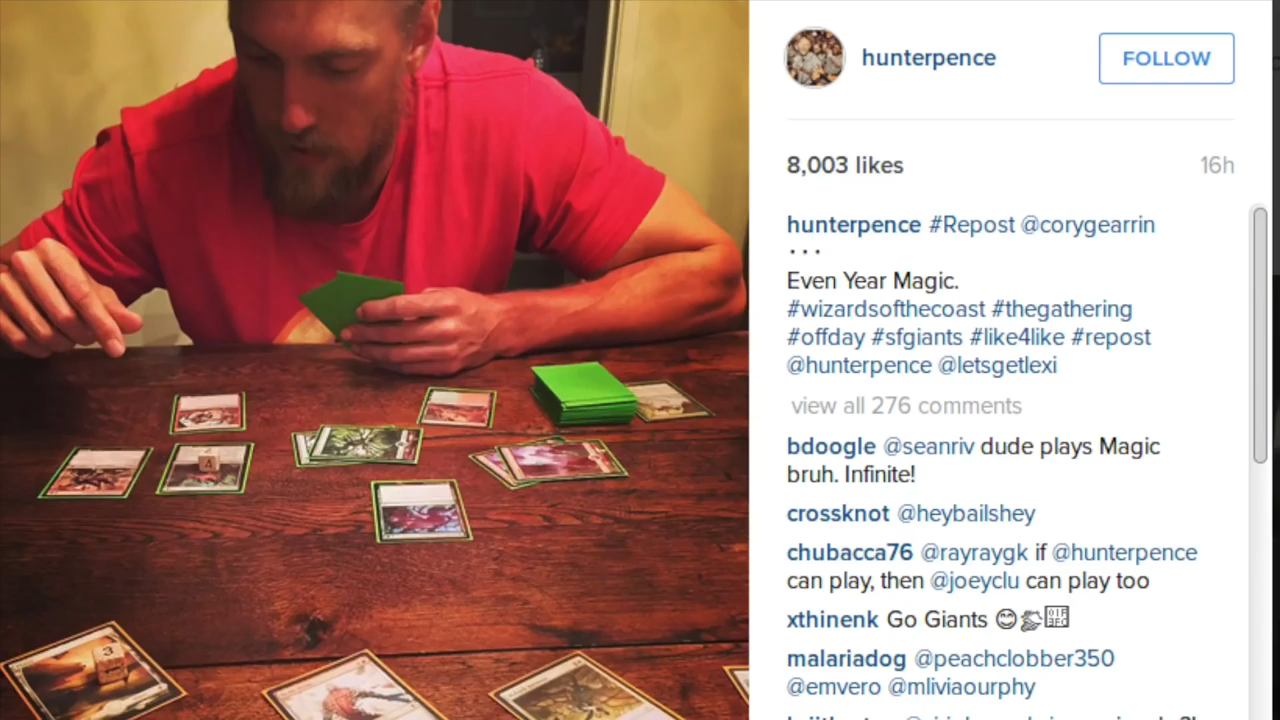 hunterpence
FOLLOW
8,003 likes
16h
hunterpence #Repost @corygearrin
・・・
Even Year Magic.
#wizardsofthecoast #thegathering
#offday #sfgiants #like4like #repost
@hunterpence @letsgetlexi
view all 276 comments
bdoogle @seanriv dude plays Magic
bruh. Infinite!
crossknot @heybailshey
chubacca76 @rayraygk if @hunterpence
can play, then @joeyclu can play too
xthinenk Go Giants 😊
malariadog @peachclobber350
@emvero @mliviaourphy
4
3